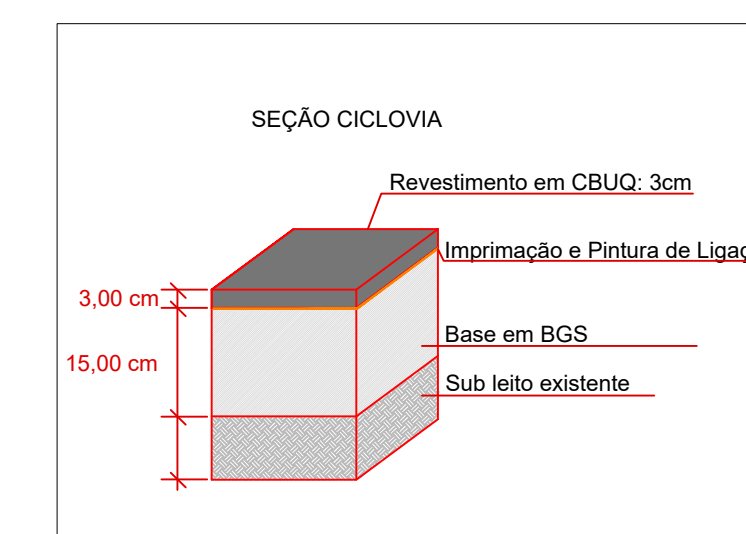 SEÇÃO CICLOVIA
Revestimento em CBUQ: 3cm
Imprimação e Pintura de
3,00 cm
Base em BGS
15,00 cm
Sub leito existente